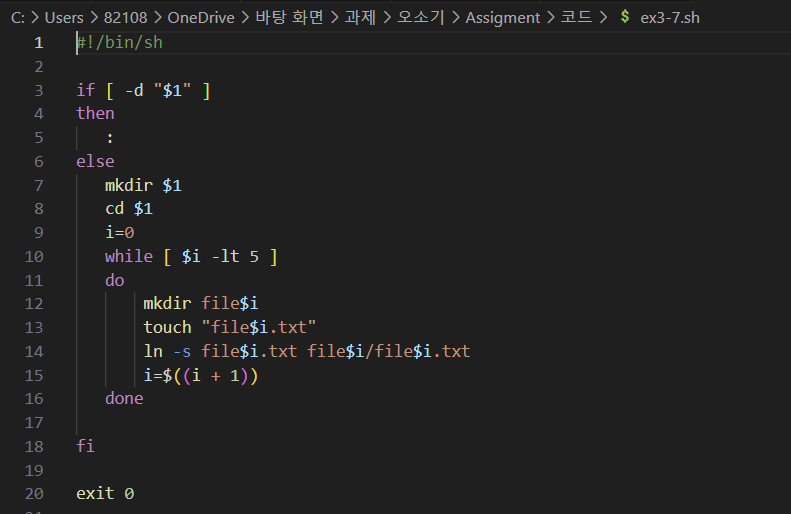 C: > Users > 82108 > OneDrive > 바탕 화면 > 과제 > 오소기 > Assigment > 코드 > $ ex3-7.sh
1 #!/bin/sh
2
3 if [ -d "$1" ]
4 then
5 :
6 else
7 mkdir $1
8 cd $1
9 i=0
10 while [ $i -lt 5 ]
11 do
12 mkdir file$i
13 touch "file$i.txt"
14 ln -s file$i.txt file$i/file$i.txt
15 i=$((i + 1))
16 done
17
18 fi
19
20 exit 0